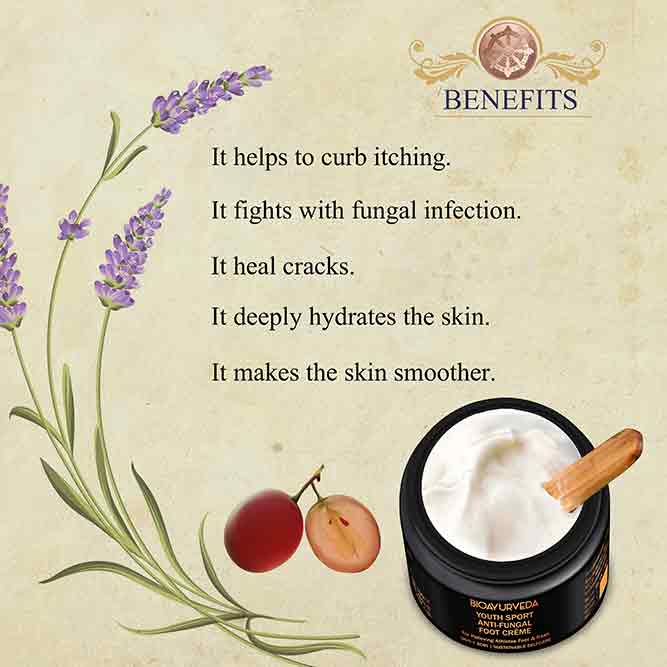 BENEFITS
It helps to curb itching.
It fights with fungal infection.
It heal cracks.
It deeply hydrates the skin.
It makes the skin smoother.
BIOAYURVEDA
YOUTH SPORT
ANTI-FUNGAL
FOOT CRÈME